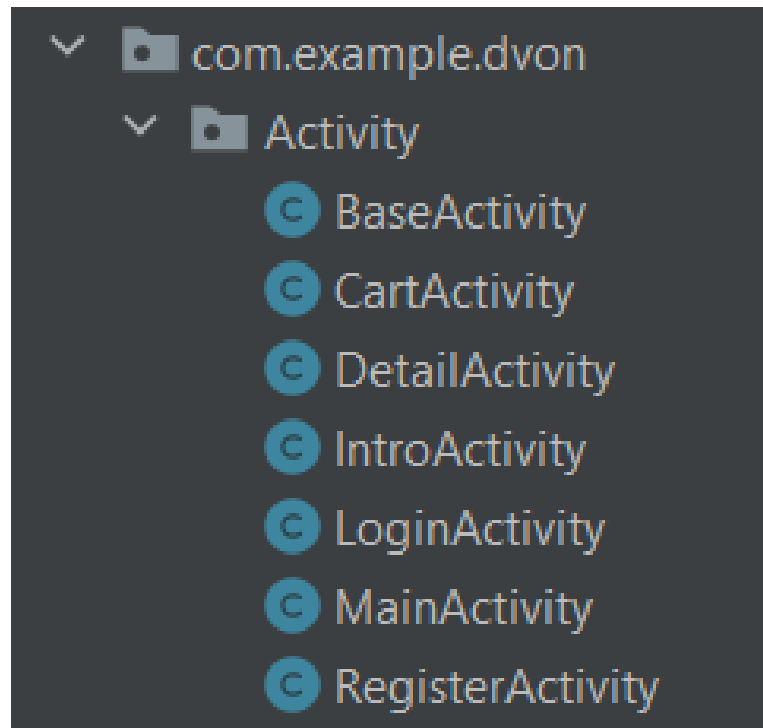 com.example.dvon
Activity
C BaseActivity
C CartActivity
C DetailActivity
C IntroActivity
C LoginActivity
C MainActivity
C RegisterActivity